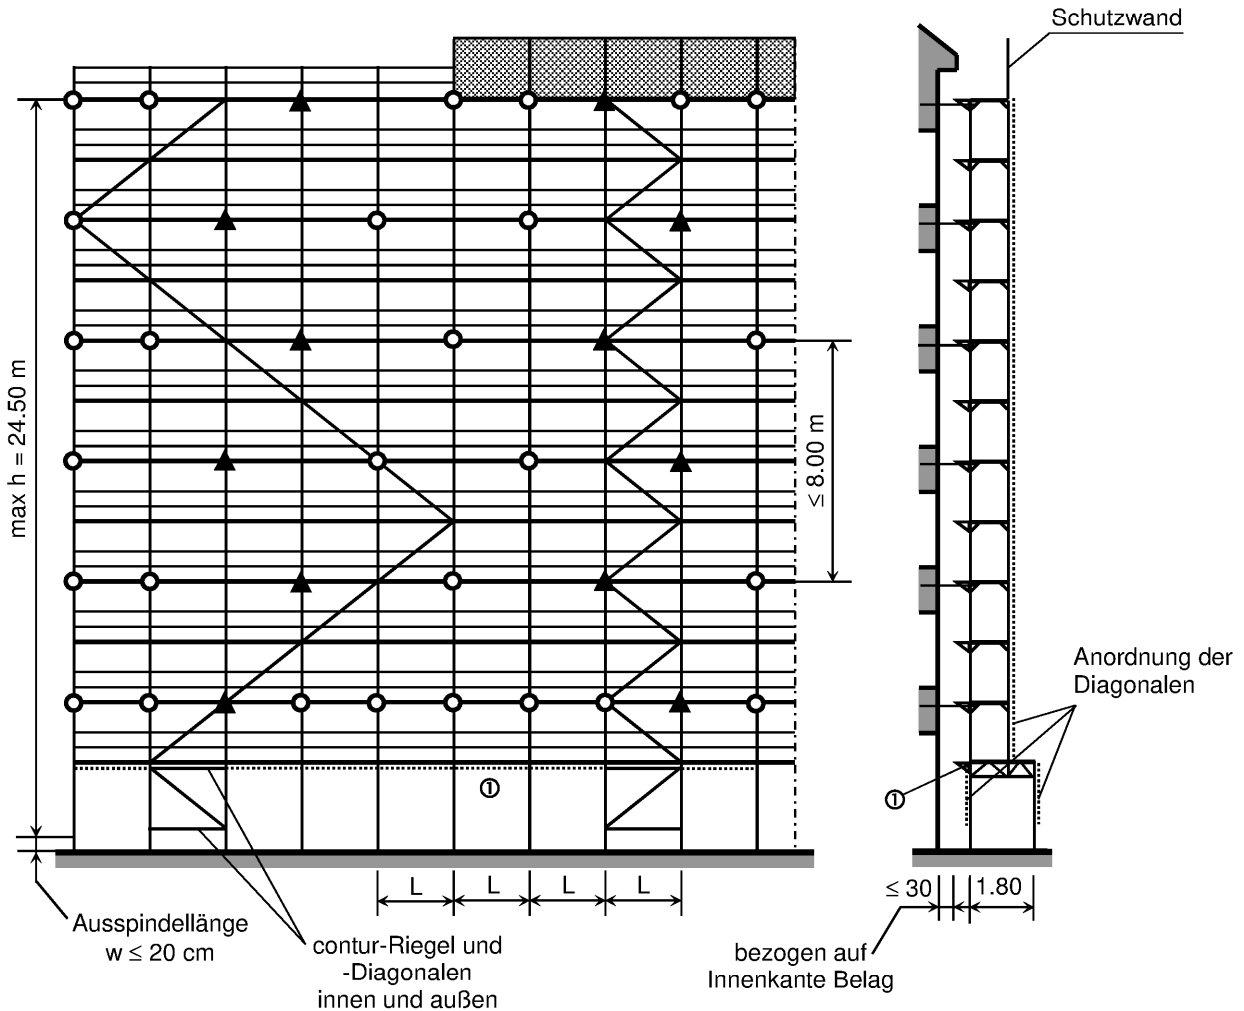 Schutzwand
max h = 24.50 m
≤ 8.00 m
Anordnung der
Diagonalen
①
①
L
L
L
L
≤ 30
1.80
Ausspindellänge
w ≤ 20 cm
contur-Riegel und
-Diagonalen
innen und außen
bezogen auf
Innenkante Belag